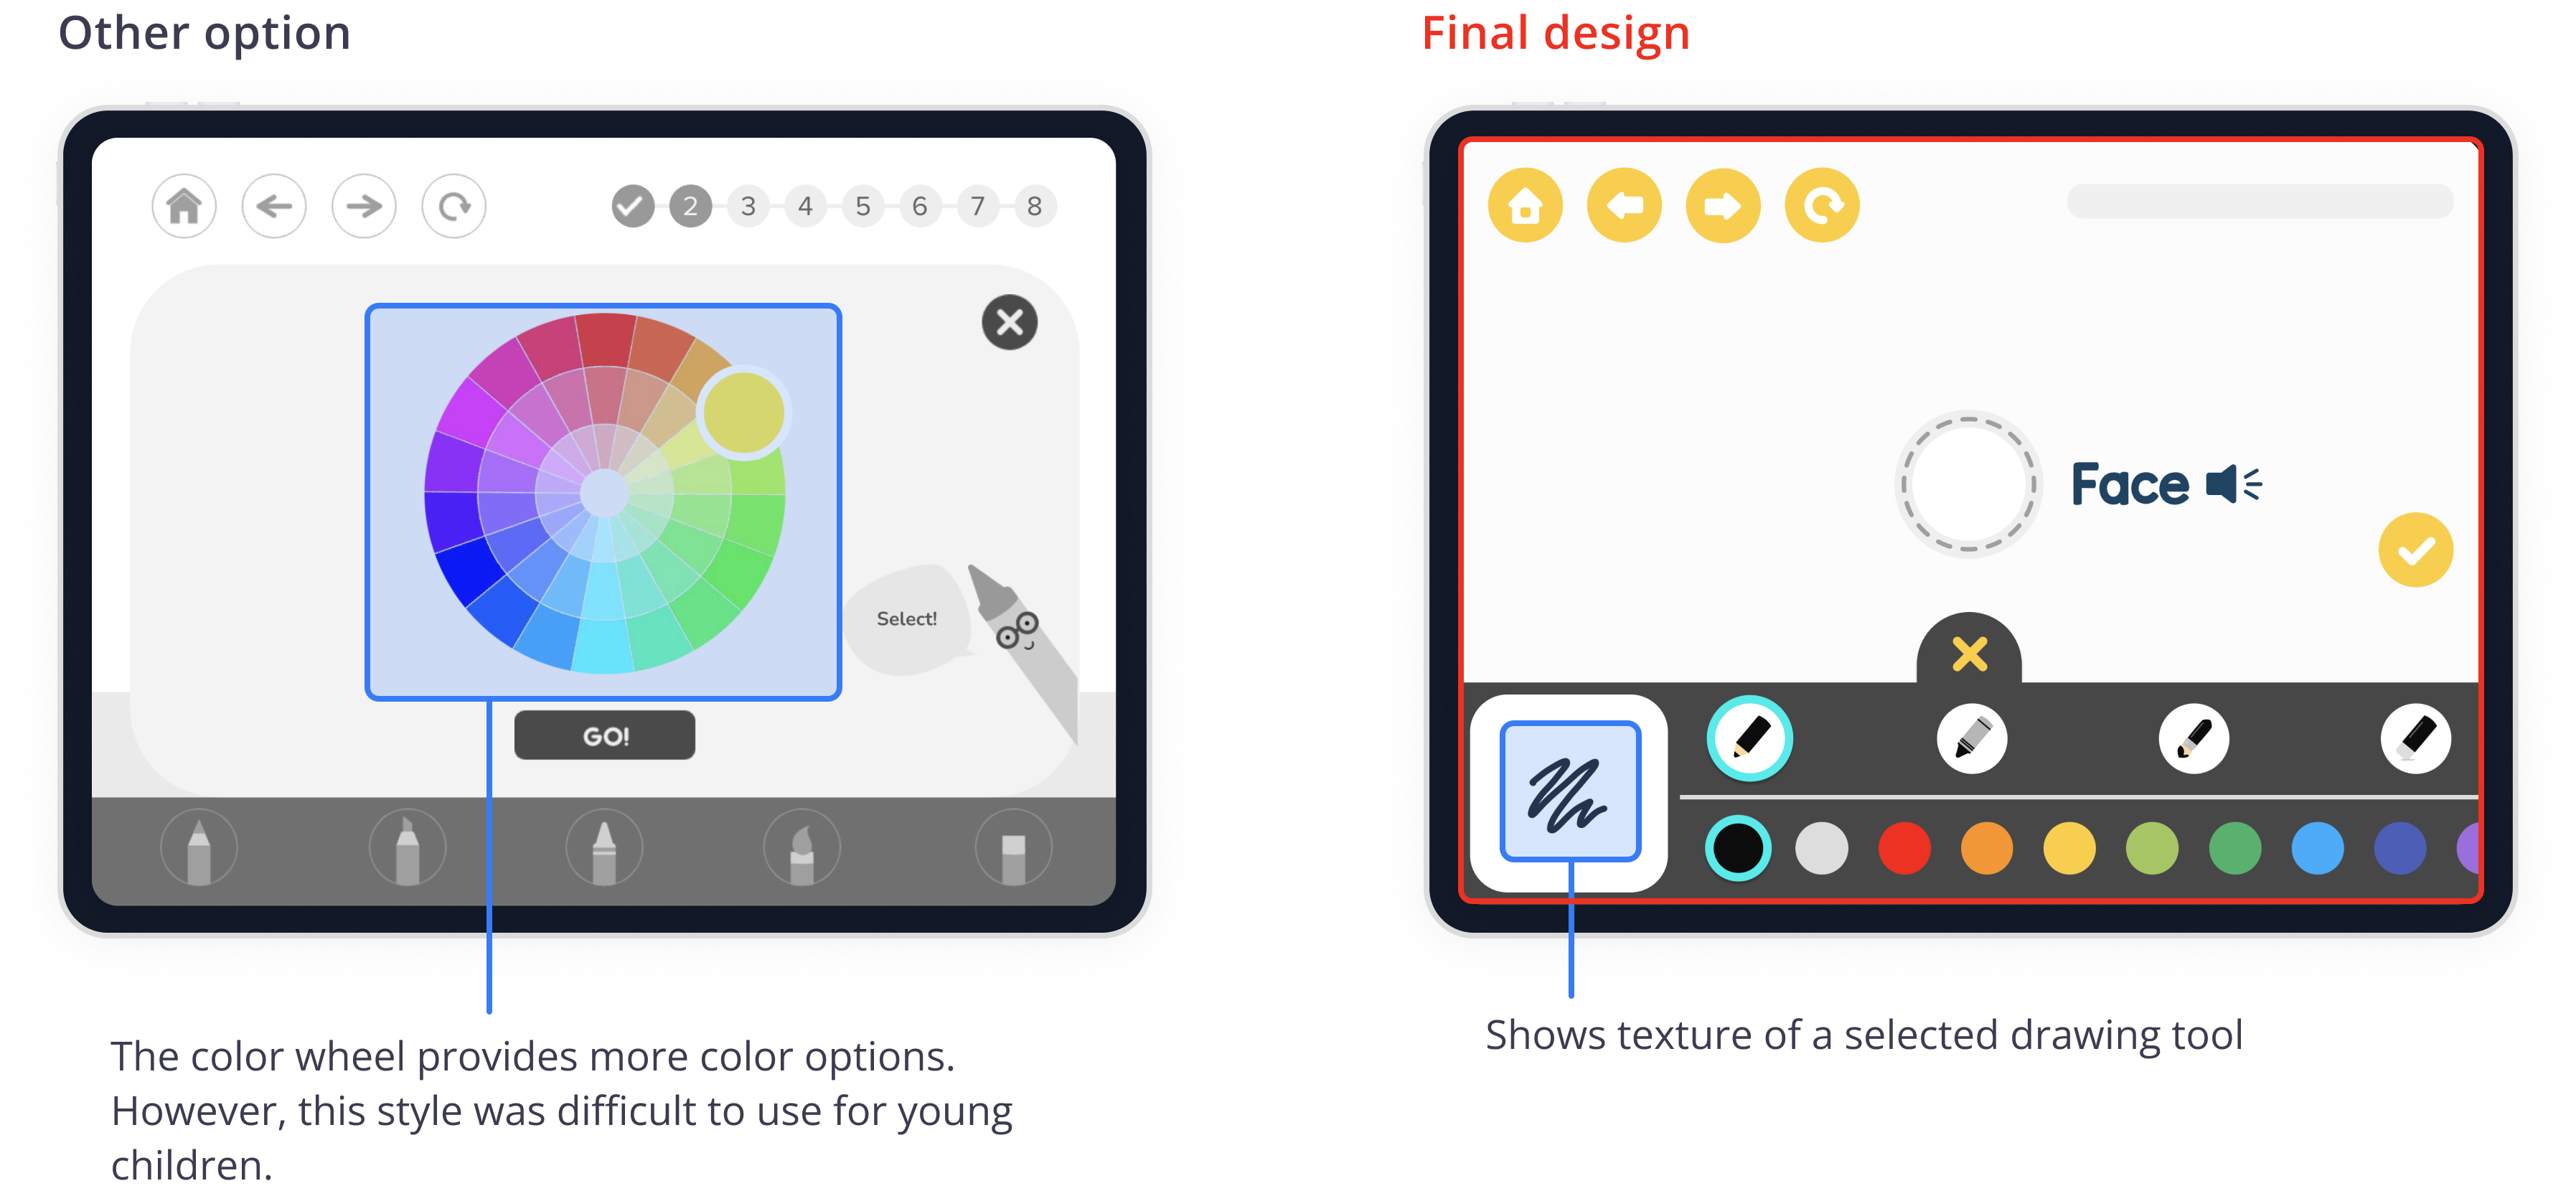 Other option
Final design
2 3 4 5 6 7 8
Select!
GO!
Face
The color wheel provides more color options.
However, this style was difficult to use for young
children.
Shows texture of a selected drawing tool